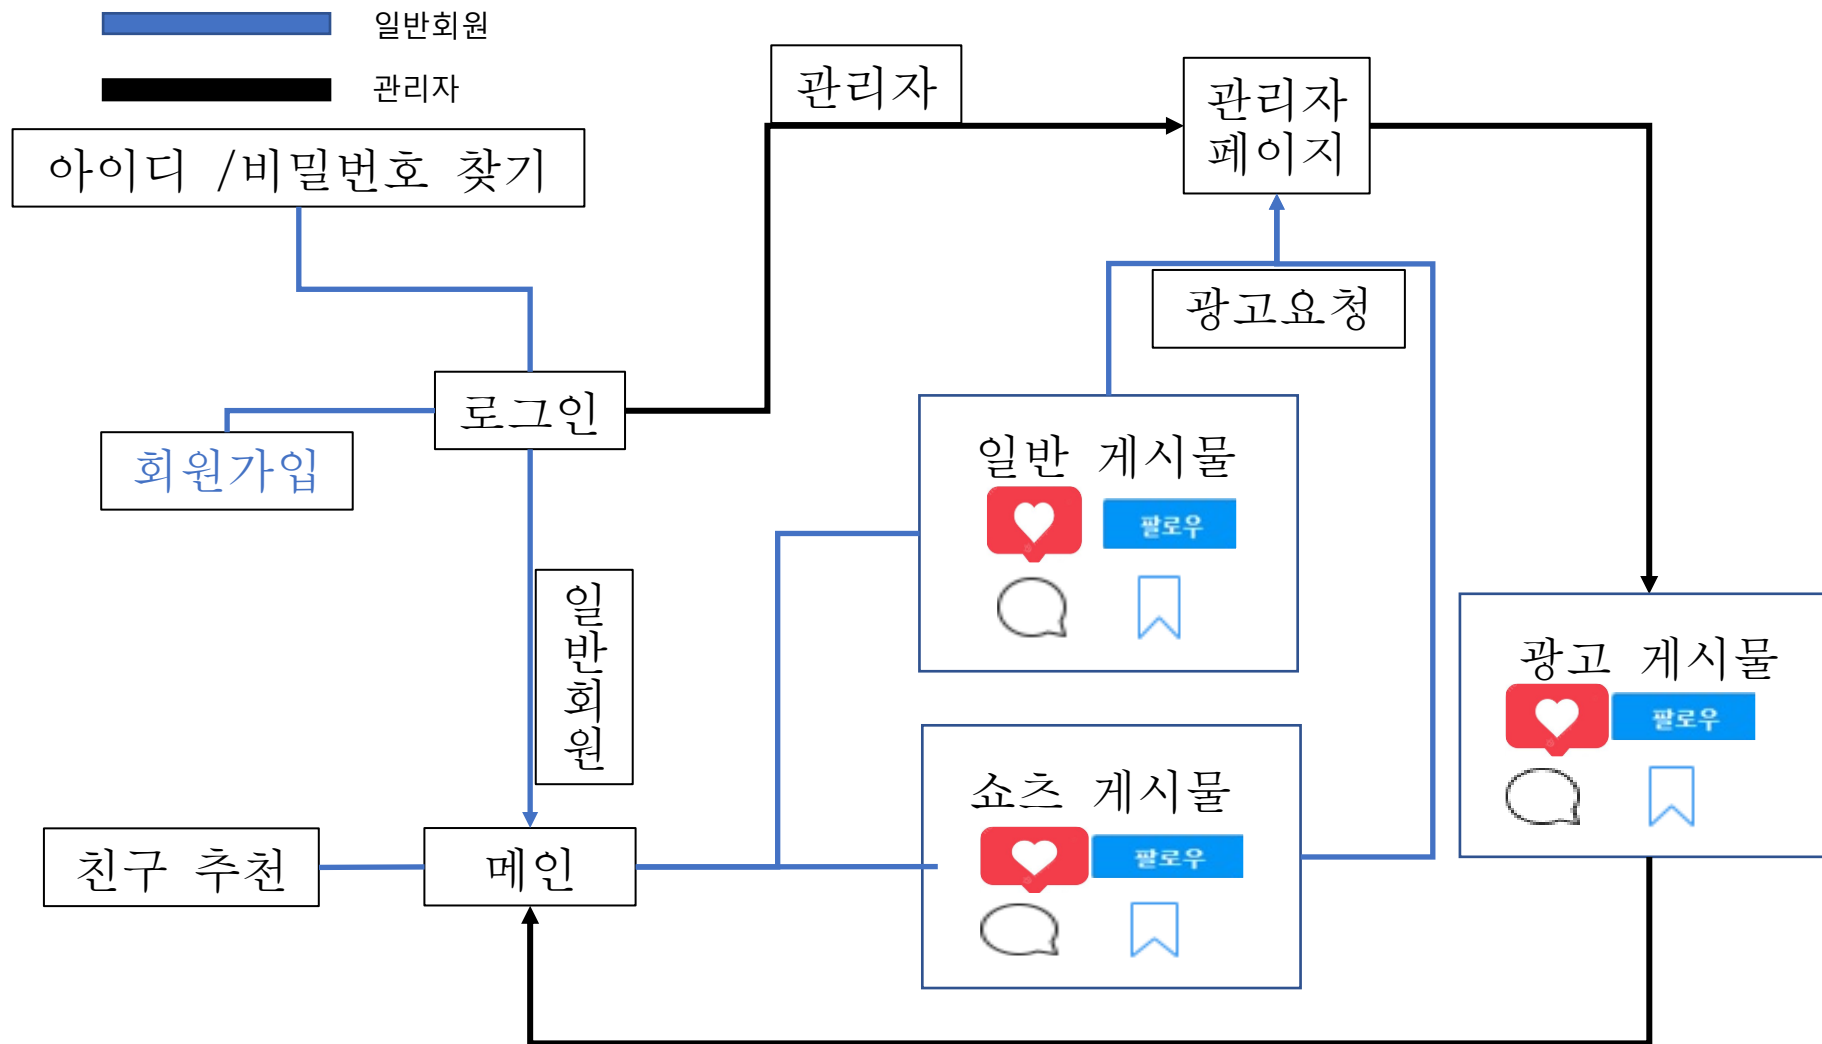 일반회원
관리자
아이디 /비밀번호 찾기
관리자
관리자
페이지
광고요청
로그인
회원가입
일반 게시물
팔로우
일
반
회
원
광고 게시물
팔로우
쇼츠 게시물
팔로우
친구 추천
메인